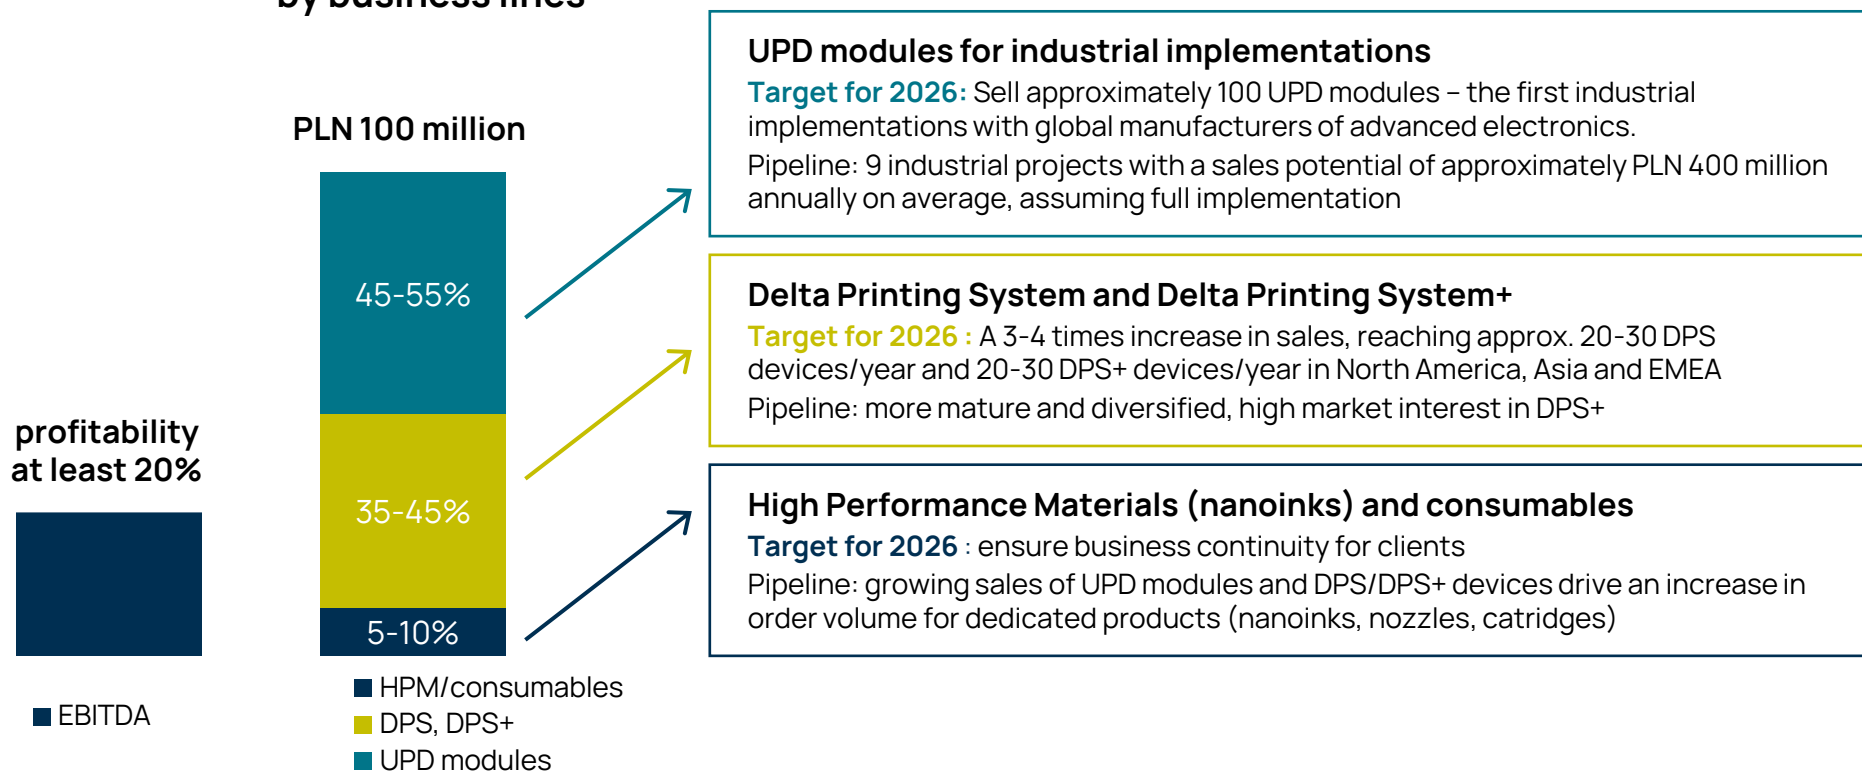 by business lines
PLN 100 million
45-55%
35-45%
5-10%
HPM/consumables
DPS, DPS+
UPD modules
profitability
at least 20%
EBITDA
UPD modules for industrial implementations
Target for 2026: Sell approximately 100 UPD modules – the first industrial
implementations with global manufacturers of advanced electronics.
Pipeline: 9 industrial projects with a sales potential of approximately PLN 400 million
annually on average, assuming full implementation
Delta Printing System and Delta Printing System+
Target for 2026 : A 3-4 times increase in sales, reaching approx. 20-30 DPS
devices/year and 20-30 DPS+ devices/year in North America, Asia and EMEA
Pipeline: more mature and diversified, high market interest in DPS+
High Performance Materials (nanoinks) and consumables
Target for 2026 : ensure business continuity for clients
Pipeline: growing sales of UPD modules and DPS/DPS+ devices drive an increase in
order volume for dedicated products (nanoinks, nozzles, catridges)